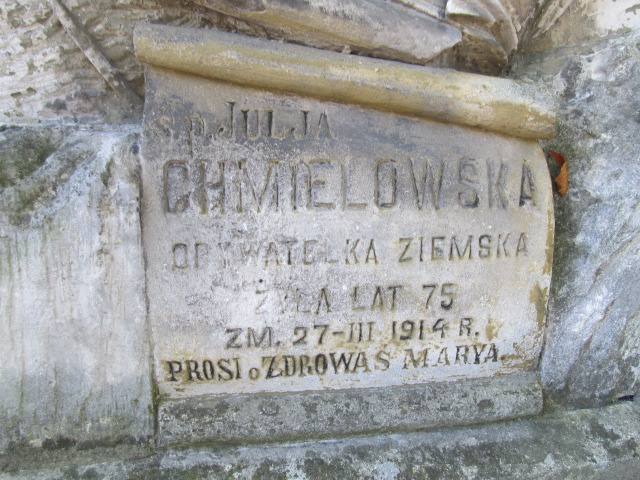 ś.p. JULJA
CHMIELOWSKA
OBYWATELKA ZIEMSKA
ŻYŁA LAT 75
ZM. 27-III 1914 R.
PROSI o ZDROWAŚ MARYA.